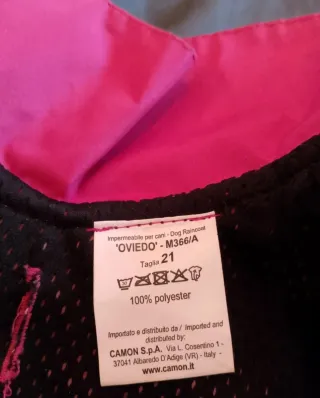 Impermeabile per cani - Dog Raincoat
'OVIEDO' - M366/A
Taglia 21
100% polyester
Importato e distribuito da / Imported and
distributed by:
CAMON S.p.A. Via L. Cosentino 1 -
37041 Albaredo D'Adige (VR) - Italy -
www.camon.it